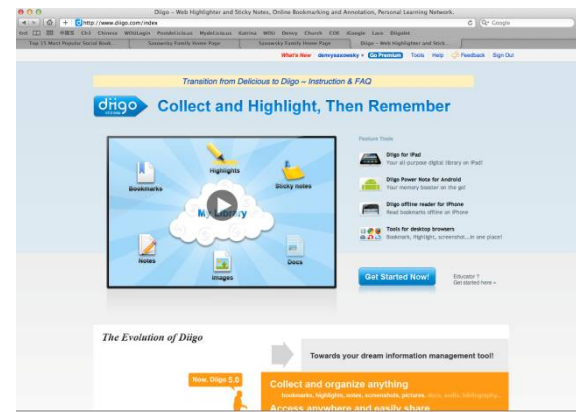 Diigo - Web Highlighter and Sticky Notes, Online Bookmarking and Annotation, Personal Learning Network.
http://www.diigo.com/index
Google
Top 15 Most Popular Social Book...
Sasowsky Family Home Page
Sasowsky Family Home Page
Diigo - Web Highlighter and Stick...
What's New
Go Premium
Tools
Help
Feedback
Sign Out
Transition from Delicious to Diigo ~ Instruction & FAQ
diigo
Collect and Highlight, Then Remember
Feature Tools
Diigo for iPad
Your all purpose digital library on iPad!
Diigo Power Note for Android
Your memory booster on the go!
Diigo offline reader for iPhone
Read bookmarks offline on iPhone
Tools for desktop browsers
Bookmark, Highlight, screenshot...in one place!
Highlights
Bookmarks
Sticky notes
My Library
Notes
Images
Docs
Get Started Now!
Educator ?
Get started here »
The Evolution of Diigo
Towards your dream information management tool!
Now, Diigo 5.0
Collect and organize anything
bookmarks, highlights, notes, screenshots, pictures,
Access anywhere and easily share